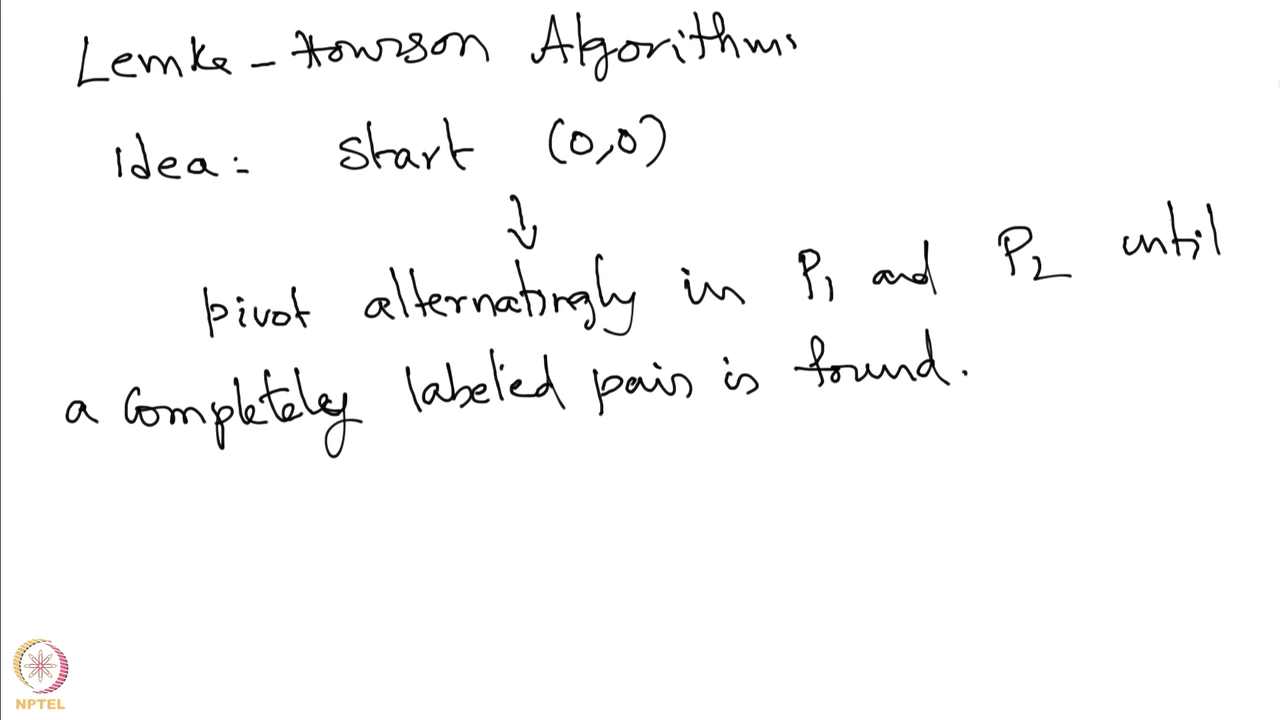 Lemke - Howson Algorithm.
Idea: start (0,0)
↓
pivot alternatingly in P₁ and P₂ until
a completely labeled pair is found.
NPTEL